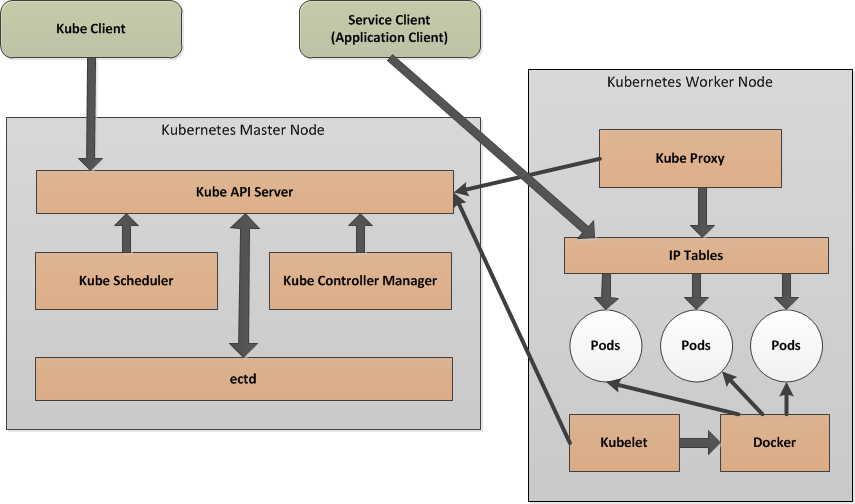 Kube Client
Service Client
(Application Client)
Kubernetes Master Node
Kube API Server
Kube Scheduler
Kube Controller Manager
ectd
Kubernetes Worker Node
Kube Proxy
IP Tables
Pods
Pods
Pods
Kubelet
Docker